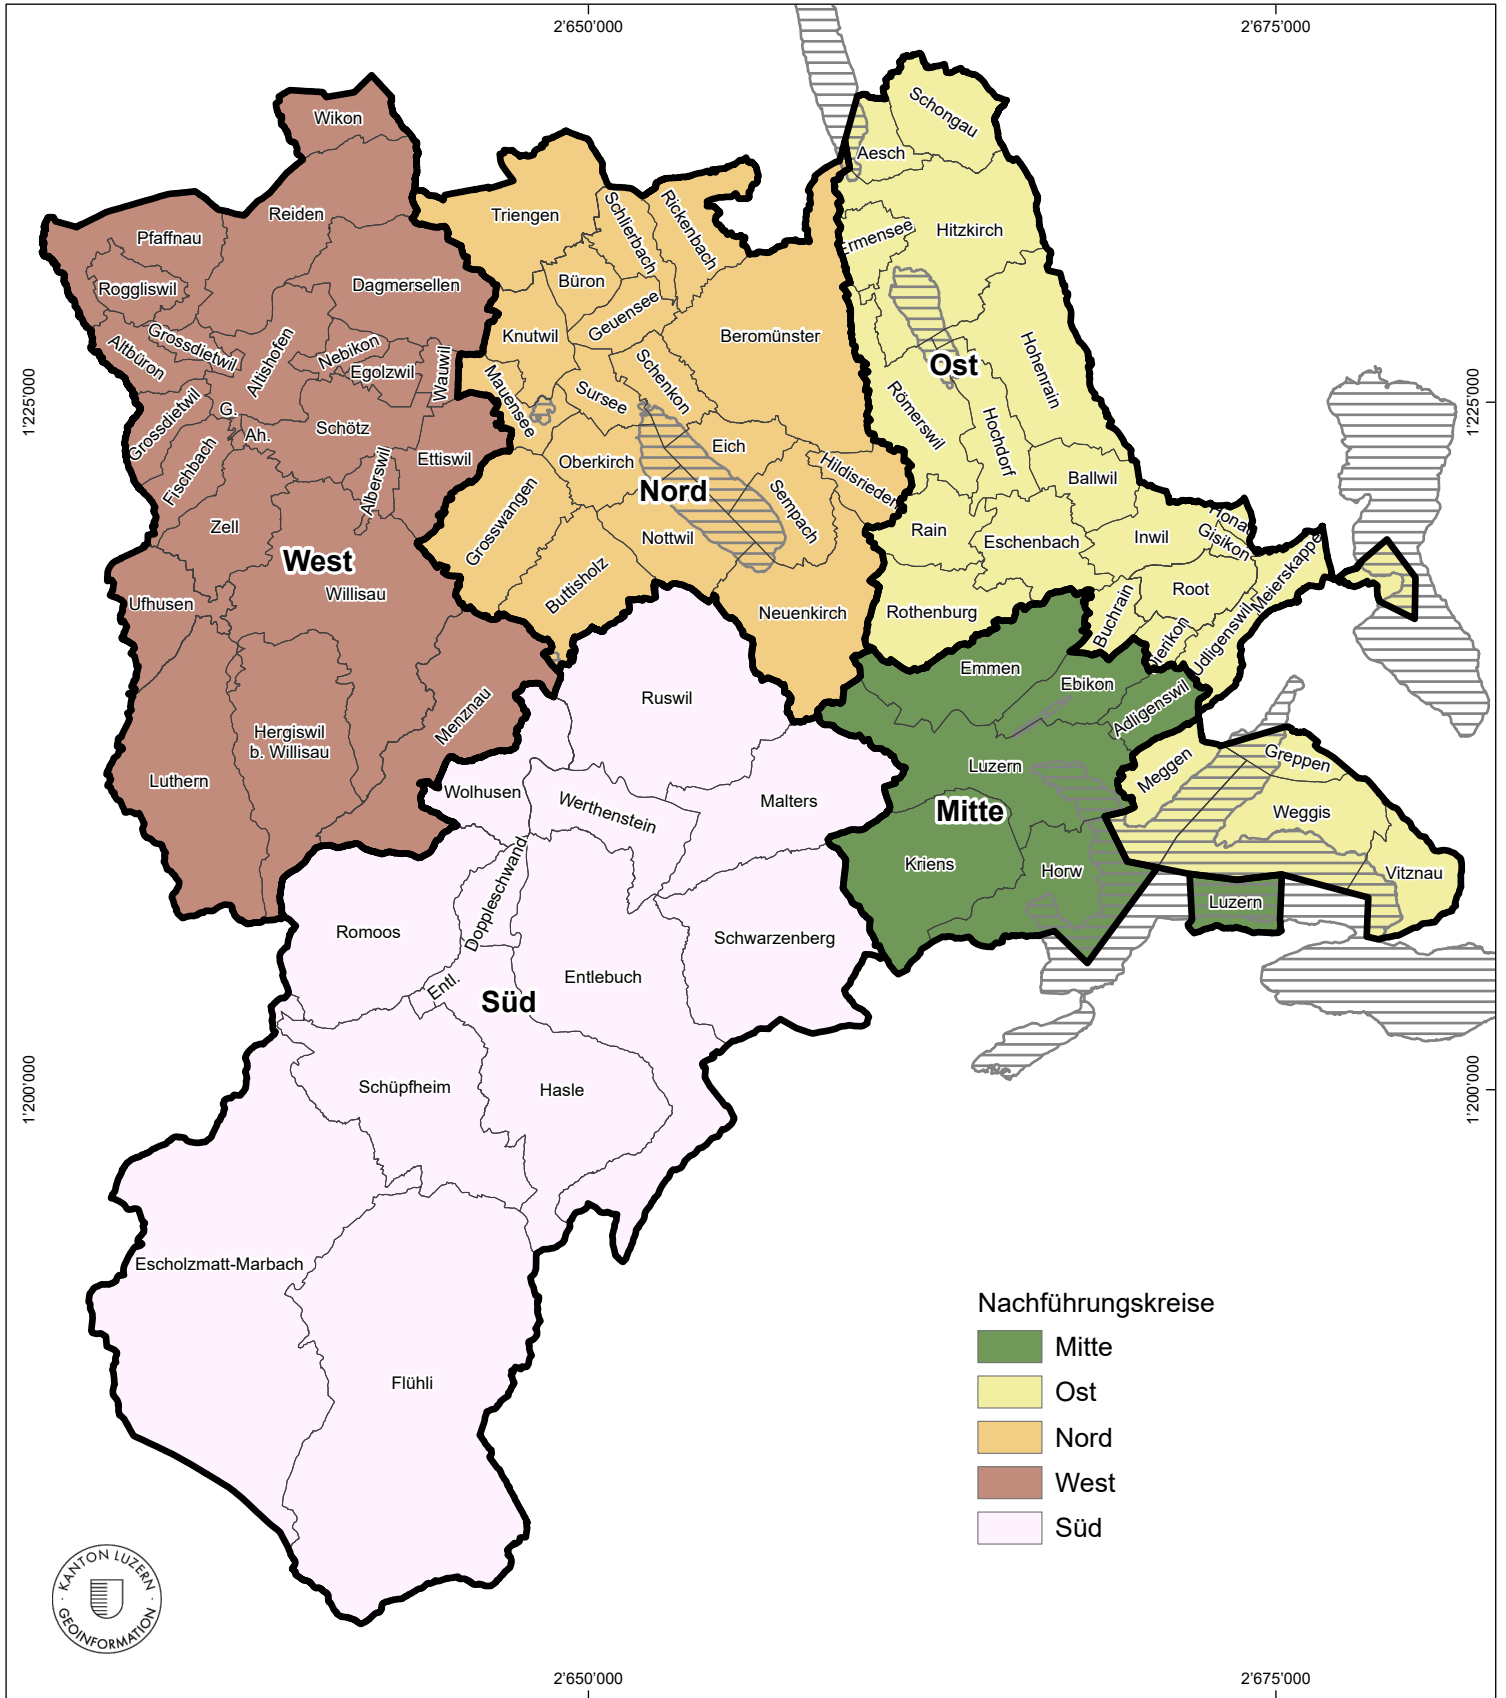 2'650'000
2'675'000
Wikon
Schongau
Aesch
Reiden
Triengen
Schlierbach
Rickenbach
Pfaffnau
Ermensee
Hitzkirch
Roggliswil
Dagmersellen
Büron
Geuensee
Knutwil
Beromünster
Grossdietwil
Altbüron
Altishofen
Nebikon
Egolzwil
Wauwil
Mauensee
Sursee
Schenkon
Ost
Hohenrain
1'225'000
1'225'000
Grossdietwil
G.
Ah.
Schötz
Römerswil
Hochdorf
Fischbach
Alberswil
Ettiswil
Oberkirch
Eich
Hildisrieden
Ballwil
Nord
Sempach
Grosswangen
Zell
Nottwil
Rain
Eschenbach
Inwil
Honau
Gisikon
West
Willisau
Buttisholz
Meierskappel
Root
Ufhusen
Neuenkirch
Rothenburg
Buchrain
Dierikon
Udligenswil
Emmen
Ebikon
Adligenswil
Ruswil
Menznau
Hergiswil
b. Willisau
Luthern
Luzern
Meggen
Greppen
Wolhusen
Werthenstein
Malters
Mitte
Weggis
Kriens
Horw
Vitznau
Doppleschwand
Luzern
Romoos
Schwarzenberg
Entlebuch
Entl.
Süd
Schüpfheim
Hasle
1'200'000
1'200'000
Escholzmatt-Marbach
Flühli
Nachführungskreise
Mitte
Ost
Nord
West
Süd
· KANTON LUZERN ·
GEOINFORMATION
2'650'000
2'675'000